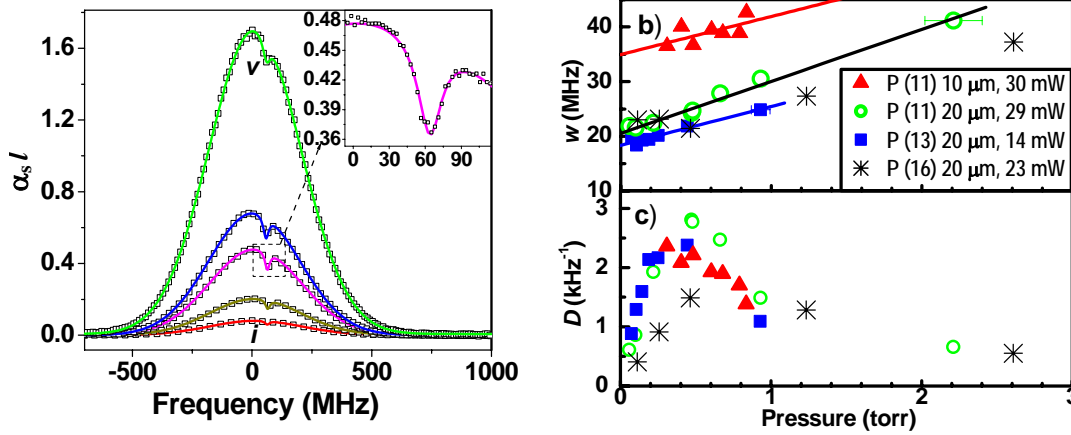 1.6
1.2
0.8
0.4
0.0
αs l
v
i
-500
0
500
1000
Frequency (MHz)
0.48
0.45
0.42
0.39
0.36
0
30
60
90
b)
40
30
20
10
w (MHz)
P (11) 10 μm, 30 mW
P (11) 20 μm, 29 mW
P (13) 20 μm, 14 mW
P (16) 20 μm, 23 mW
c)
3
2
1
0
D (kHz-1)
0
1
2
3
Pressure (torr)